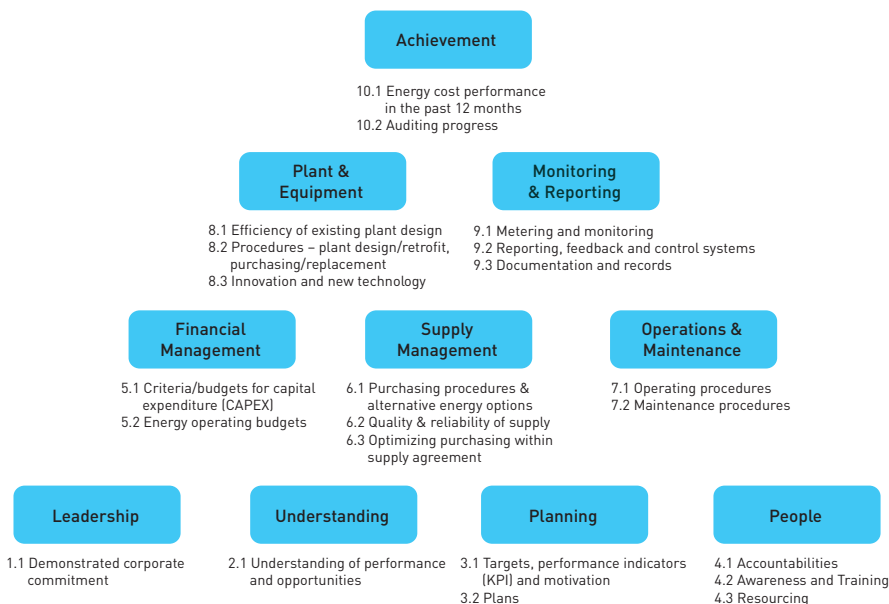 Achievement
10.1 Energy cost performance
in the past 12 months
10.2 Auditing progress
Plant &
Equipment
8.1 Efficiency of existing plant design
8.2 Procedures – plant design/retrofit,
purchasing/replacement
8.3 Innovation and new technology
Monitoring
& Reporting
9.1 Metering and monitoring
9.2 Reporting, feedback and control systems
9.3 Documentation and records
Financial
Management
5.1 Criteria/budgets for capital
expenditure (CAPEX)
5.2 Energy operating budgets
Supply
Management
6.1 Purchasing procedures &
alternative energy options
6.2 Quality & reliability of supply
6.3 Optimizing purchasing within
supply agreement
Operations &
Maintenance
7.1 Operating procedures
7.2 Maintenance procedures
Leadership
1.1 Demonstrated corporate
commitment
Understanding
2.1 Understanding of performance
and opportunities
Planning
3.1 Targets, performance indicators
(KPI) and motivation
3.2 Plans
People
4.1 Accountabilities
4.2 Awareness and Training
4.3 Resourcing